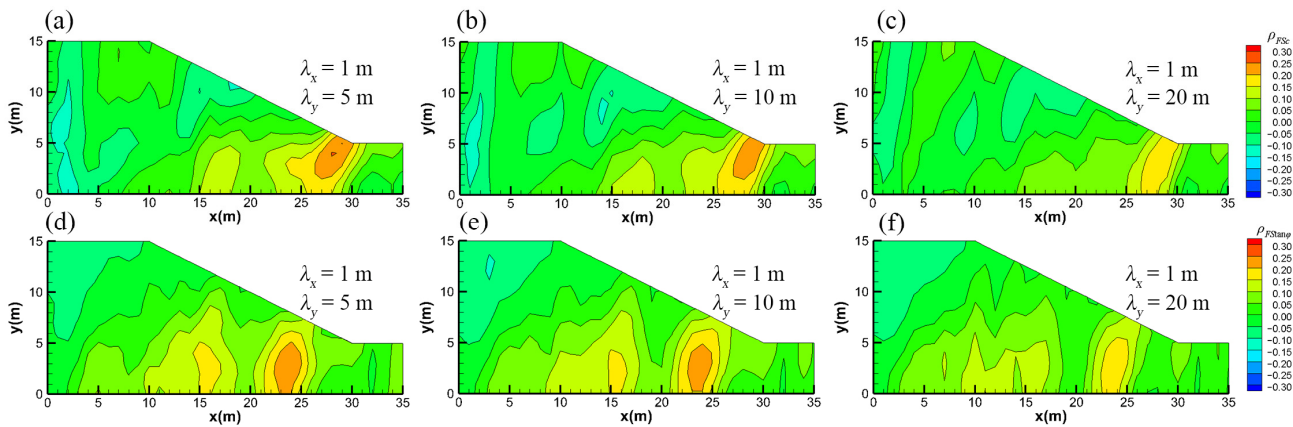 (a)
λx = 1 m
λy = 5 m
y(m)
15
10
5
0
0 5 10 15 20 25 30 35
x(m)
(b)
λx = 1 m
λy = 10 m
y(m)
15
10
5
0
0 5 10 15 20 25 30 35
x(m)
(c)
λx = 1 m
λy = 20 m
y(m)
15
10
5
0
0 5 10 15 20 25 30 35
x(m)
ρFSc
0.30
0.25
0.20
0.15
0.10
0.05
0.00
−0.05
−0.10
−0.15
−0.20
−0.25
−0.30
(d)
λx = 1 m
λy = 5 m
y(m)
15
10
5
0
0 5 10 15 20 25 30 35
x(m)
(e)
λx = 1 m
λy = 10 m
y(m)
15
10
5
0
0 5 10 15 20 25 30 35
x(m)
(f)
λx = 1 m
λy = 20 m
y(m)
15
10
5
0
0 5 10 15 20 25 30 35
x(m)
ρFStanφ
0.30
0.20
0.20
0.15
0.10
0.05
0.00
−0.05
−0.10
−0.15
−0.20
−0.25
−0.30